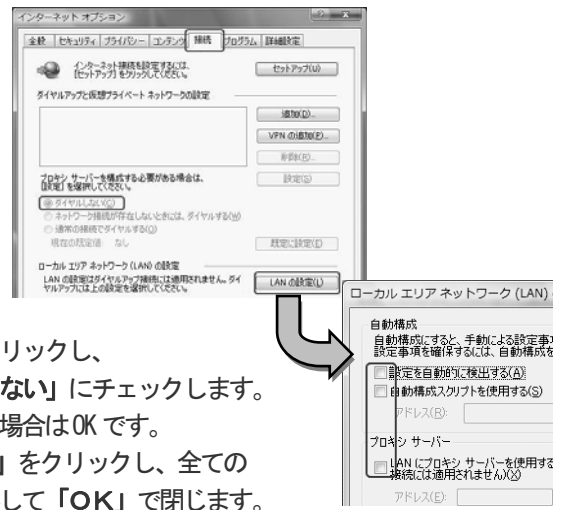 インターネット オプション
全般 セキュリティ プライバシー コンテンツ 接続 プログラム 詳細設定
インターネット接続を設定するには、
[セットアップ] をクリックしてください。
セットアップ(U)
ダイヤルアップと仮想プライベート ネットワークの設定
追加(D)...
VPN の追加(P)...
削除(R)...
プロキシ サーバーを構成する必要がある場合は、
[設定] を選択してください。
設定(S)
ダイヤルしない(C)
ネットワーク接続が存在しないときには、ダイヤルする(W)
通常の接続でダイヤルする(O)
現在の既定値 なし
既定に設定(E)
ローカル エリア ネットワーク (LAN) の設定
LAN の設定はダイヤルアップ接続には適用されません。ダイ
ヤルアップには上の設定を選択してください。
LAN の設定(L)
ローカル エリア ネットワーク (LAN)
自動構成
自動構成にすると、手動による設定事
設定事項を確保するには、自動構成を
設定を自動的に検出する(A)
自動構成スクリプトを使用する(S)
アドレス(R):
プロキシ サーバー
LAN にプロキシ サーバーを使用する
接続には適用されません)(X)
アドレス(E):
リックし、
ない」にチェックします。
場合はOKです。
」をクリックし、全ての
して「OK」で閉じます。